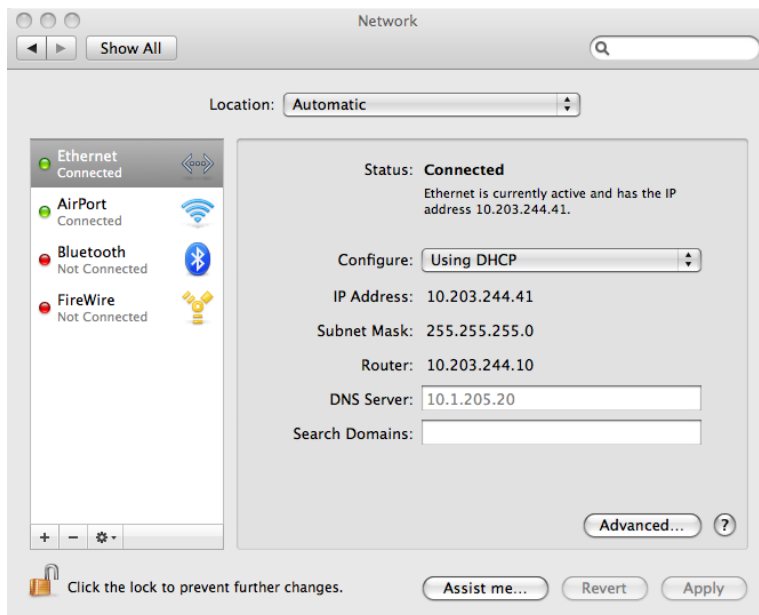 Network
Show All
Location: Automatic
Ethernet
Connected
AirPort
Connected
Bluetooth
Not Connected
FireWire
Not Connected
Status: Connected
Ethernet is currently active and has the IP
address 10.203.244.41.
Configure: Using DHCP
IP Address: 10.203.244.41
Subnet Mask: 255.255.255.0
Router: 10.203.244.10
DNS Server: 10.1.205.20
Search Domains:
Advanced... ?
Click the lock to prevent further changes.
Assist me... Revert Apply